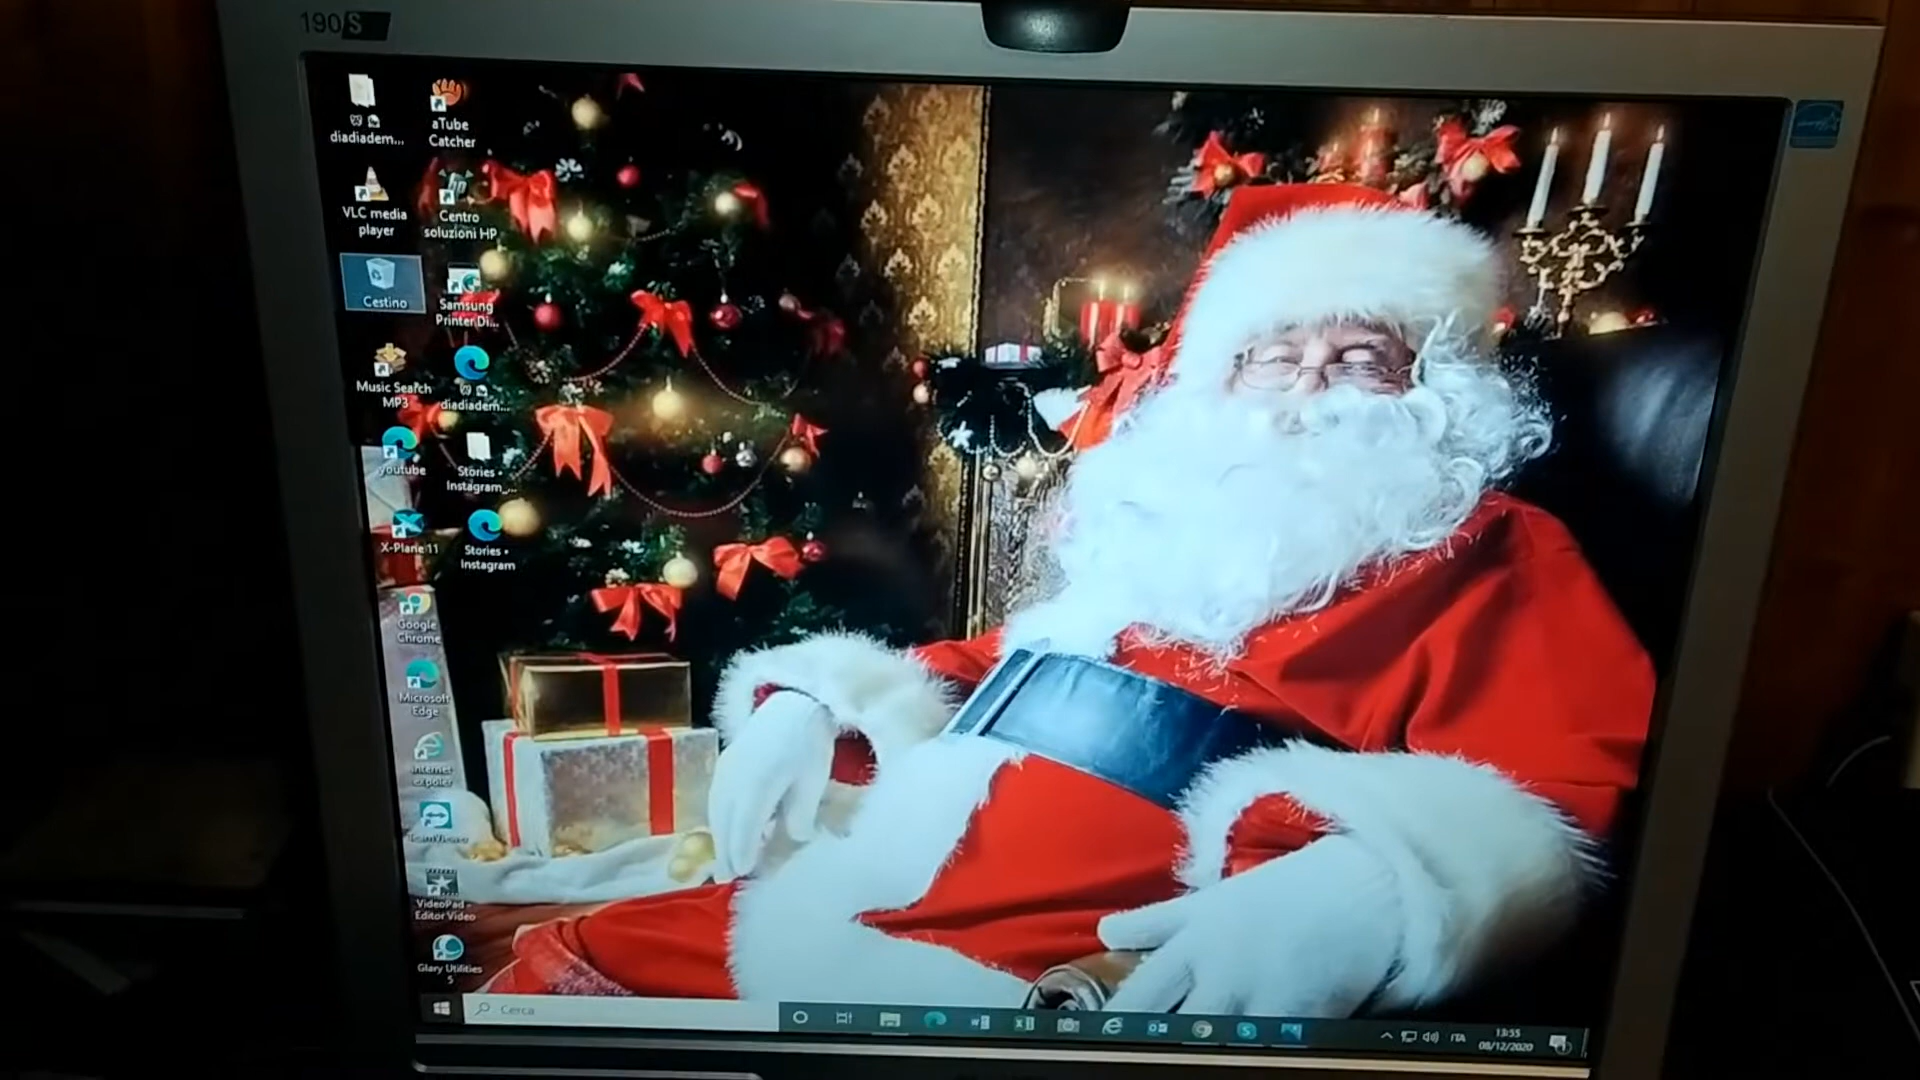 190S
diadiadem...
aTube
Catcher
VLC media
player
Centro
soluzioni HP
Cestino
Samsung
Printer Di...
Music Search
MP3
diadiadem...
youtube
Stories •
Instagram_...
X-Plane 11
Stories •
Instagram
Google
Chrome
Microsoft
Edge
Internet
TeamViewer
VideoPad -
Editor Video
Glary Utilities
5
Cerca
ITA
13:55
08/12/2020